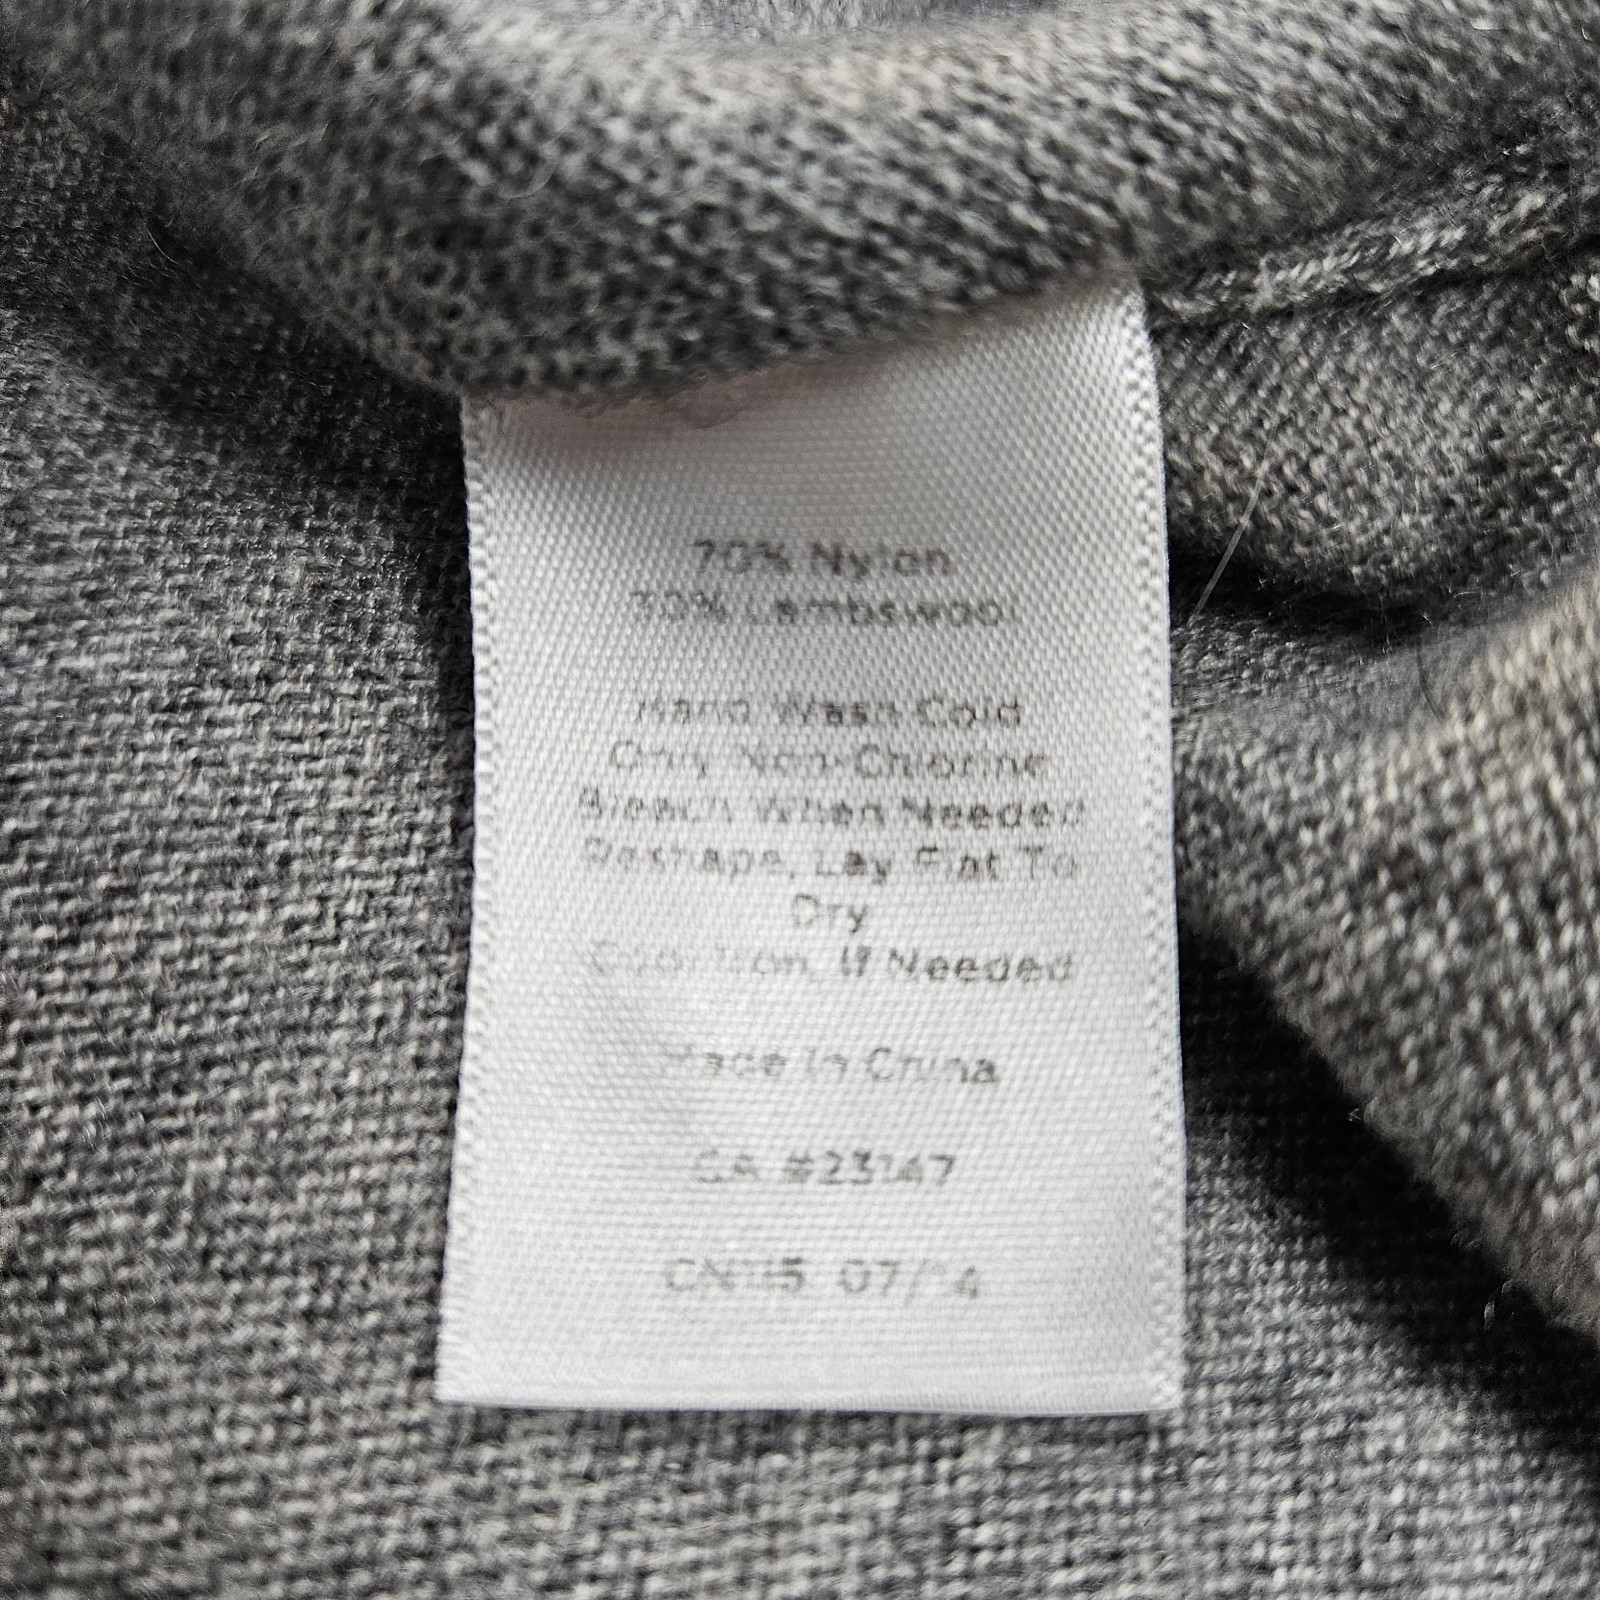 70% Nylon
30% Lambswool
Hand Wash Cold
Only Non-Chlorine
Bleach When Needed
Reshape, Lay Flat To
Dry
Cool Iron, If Needed
Made In China
CA #23147
CN115 07/14